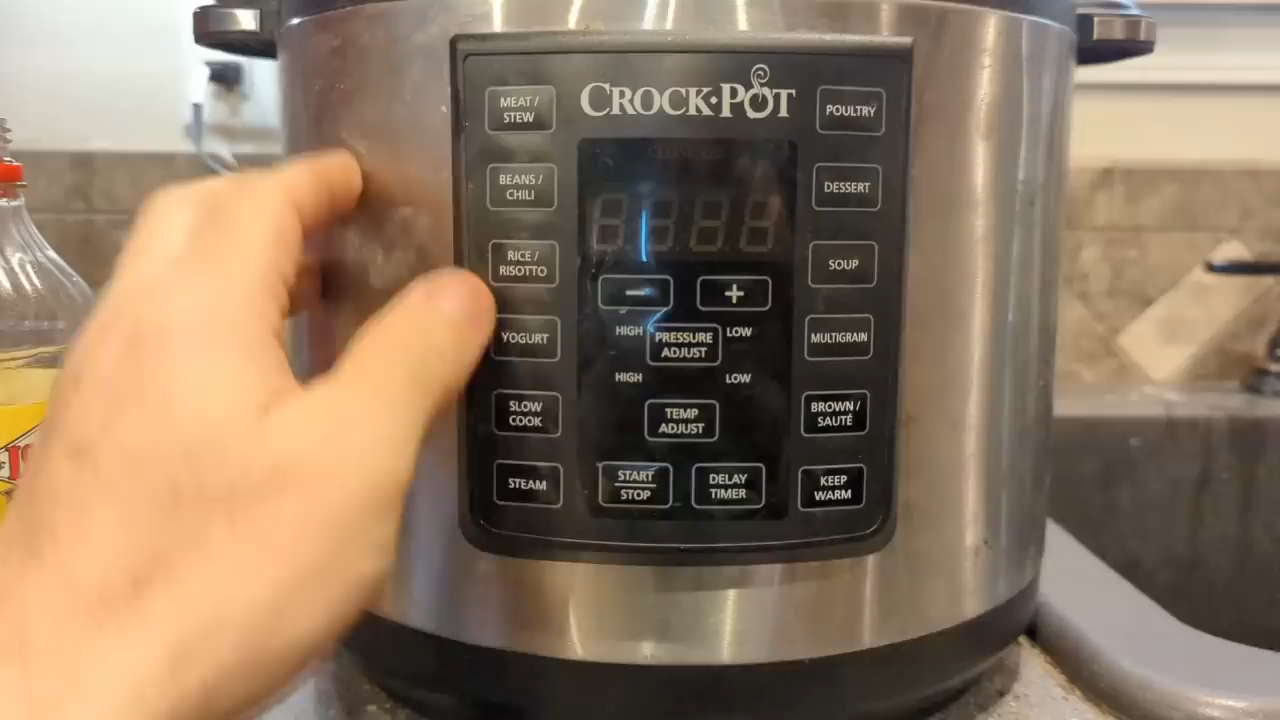 CROCK·POT
MEAT /
STEW
POULTRY
BEANS /
CHILI
DESSERT
RICE /
RISOTTO
SOUP
−
+
YOGURT
HIGH
PRESSURE
ADJUST
LOW
MULTIGRAIN
HIGH
LOW
SLOW
COOK
TEMP
ADJUST
BROWN /
SAUTÉ
STEAM
START
STOP
DELAY
TIMER
KEEP
WARM